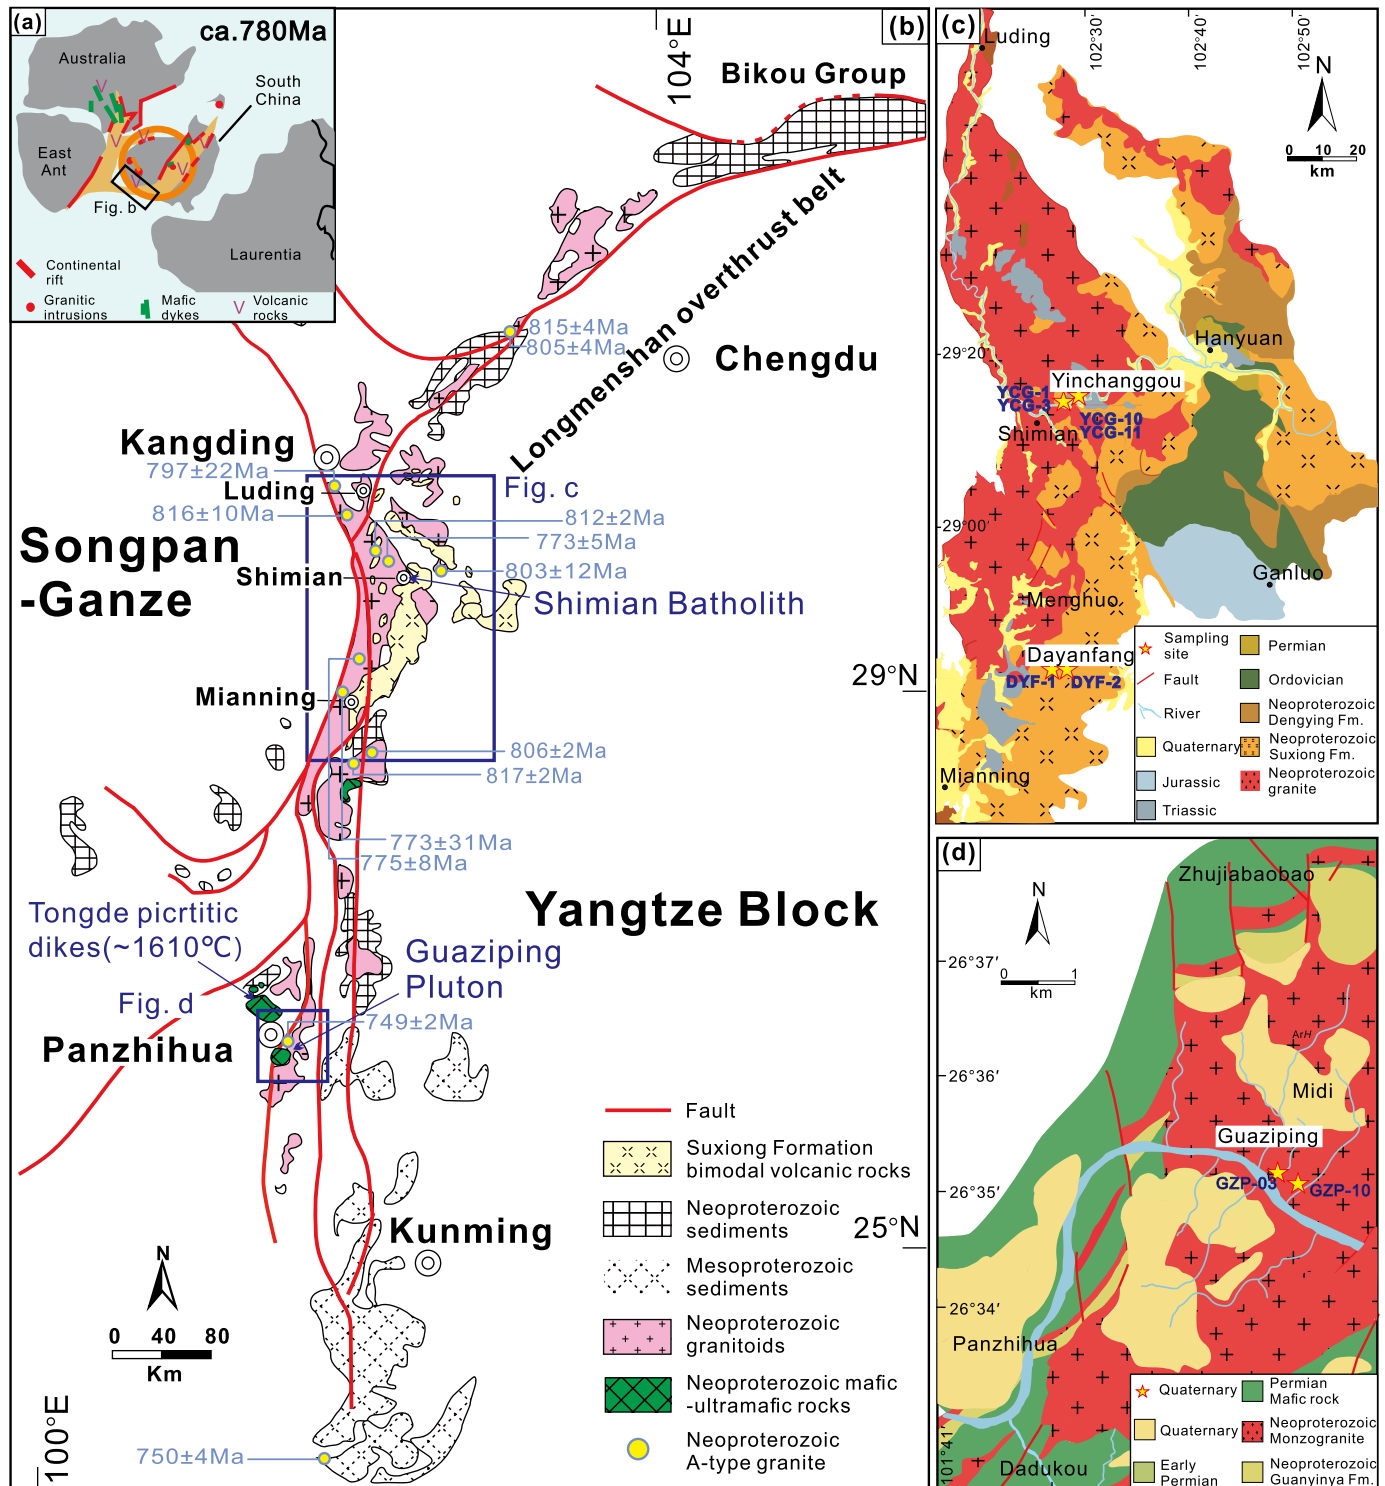 (a)
ca.780Ma
Australia
South
China
East
Ant
Fig. b
Laurentia
Continental
rift
Granitic
intrusions
Mafic
dykes
V
Volcanic
rocks
(b)
104°E
Bikou Group
Longmenshan overthrust belt
815±4Ma
805±4Ma
Chengdu
Kangding
797±22Ma
Luding
Fig. c
816±10Ma
812±2Ma
773±5Ma
Songpan
-Ganze
Shimian
803±12Ma
Shimian Batholith
29°N
Mianning
806±2Ma
817±2Ma
773±31Ma
775±8Ma
Yangtze Block
Tongde picrtitic
dikes(~1610℃)
Guaziping
Pluton
Fig. d
749±2Ma
Panzhihua
Kunming
25°N
N
0 40 80
Km
100°E
750±4Ma
Fault
Suxiong Formation
bimodal volcanic rocks
Neoproterozoic
sediments
Mesoproterozoic
sediments
Neoproterozoic
granitoids
Neoproterozoic mafic
-ultramafic rocks
Neoproterozoic
A-type granite
(c)
Luding
102°30′
102°40′
102°50′
N
0 10 20
km
29°20′
Hanyuan
Yinchanggou
YCG-1
YCG-3
YCG-10
YCG-11
Shimian
29°00′
Ganluo
Menghuo
Dayanfang
DYF-1
DYF-2
Mianning
Sampling
site
Fault
River
Quaternary
Jurassic
Triassic
Permian
Ordovician
Neoproterozoic
Dengying Fm.
Neoproterozoic
Suxiong Fm.
Neoproterozoic
granite
(d)
Zhujiabaobao
N
0 1
km
26°37′
ArH
26°36′
Midi
Guaziping
GZP-03
GZP-10
26°35′
26°34′
Panzhihua
101°41′
Dadukou
Quaternary
Quaternary
Early
Permian
Permian
Mafic rock
Neoproterozoic
Monzogranite
Neoproterozoic
Guanyinya Fm.